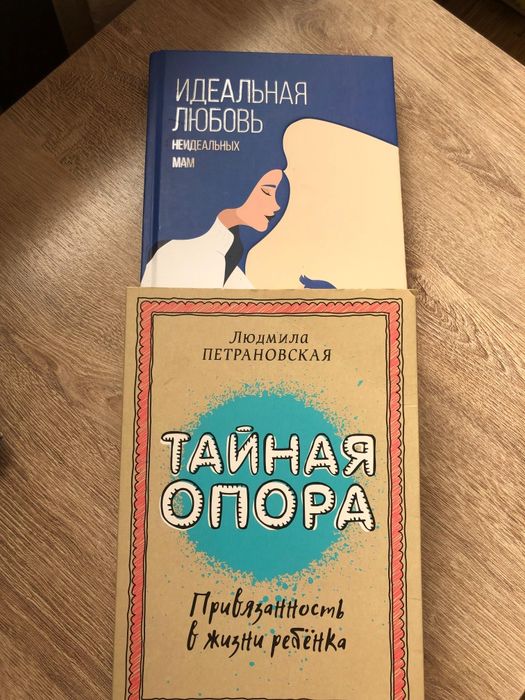 ИДЕАЛЬНАЯ
ЛЮБОВЬ
НЕИДЕАЛЬНЫХ
МАМ
Людмила
ПЕТРАНОВСКАЯ
ТАЙНАЯ
ОПОРА
Привязанность
в жизни ребёнка